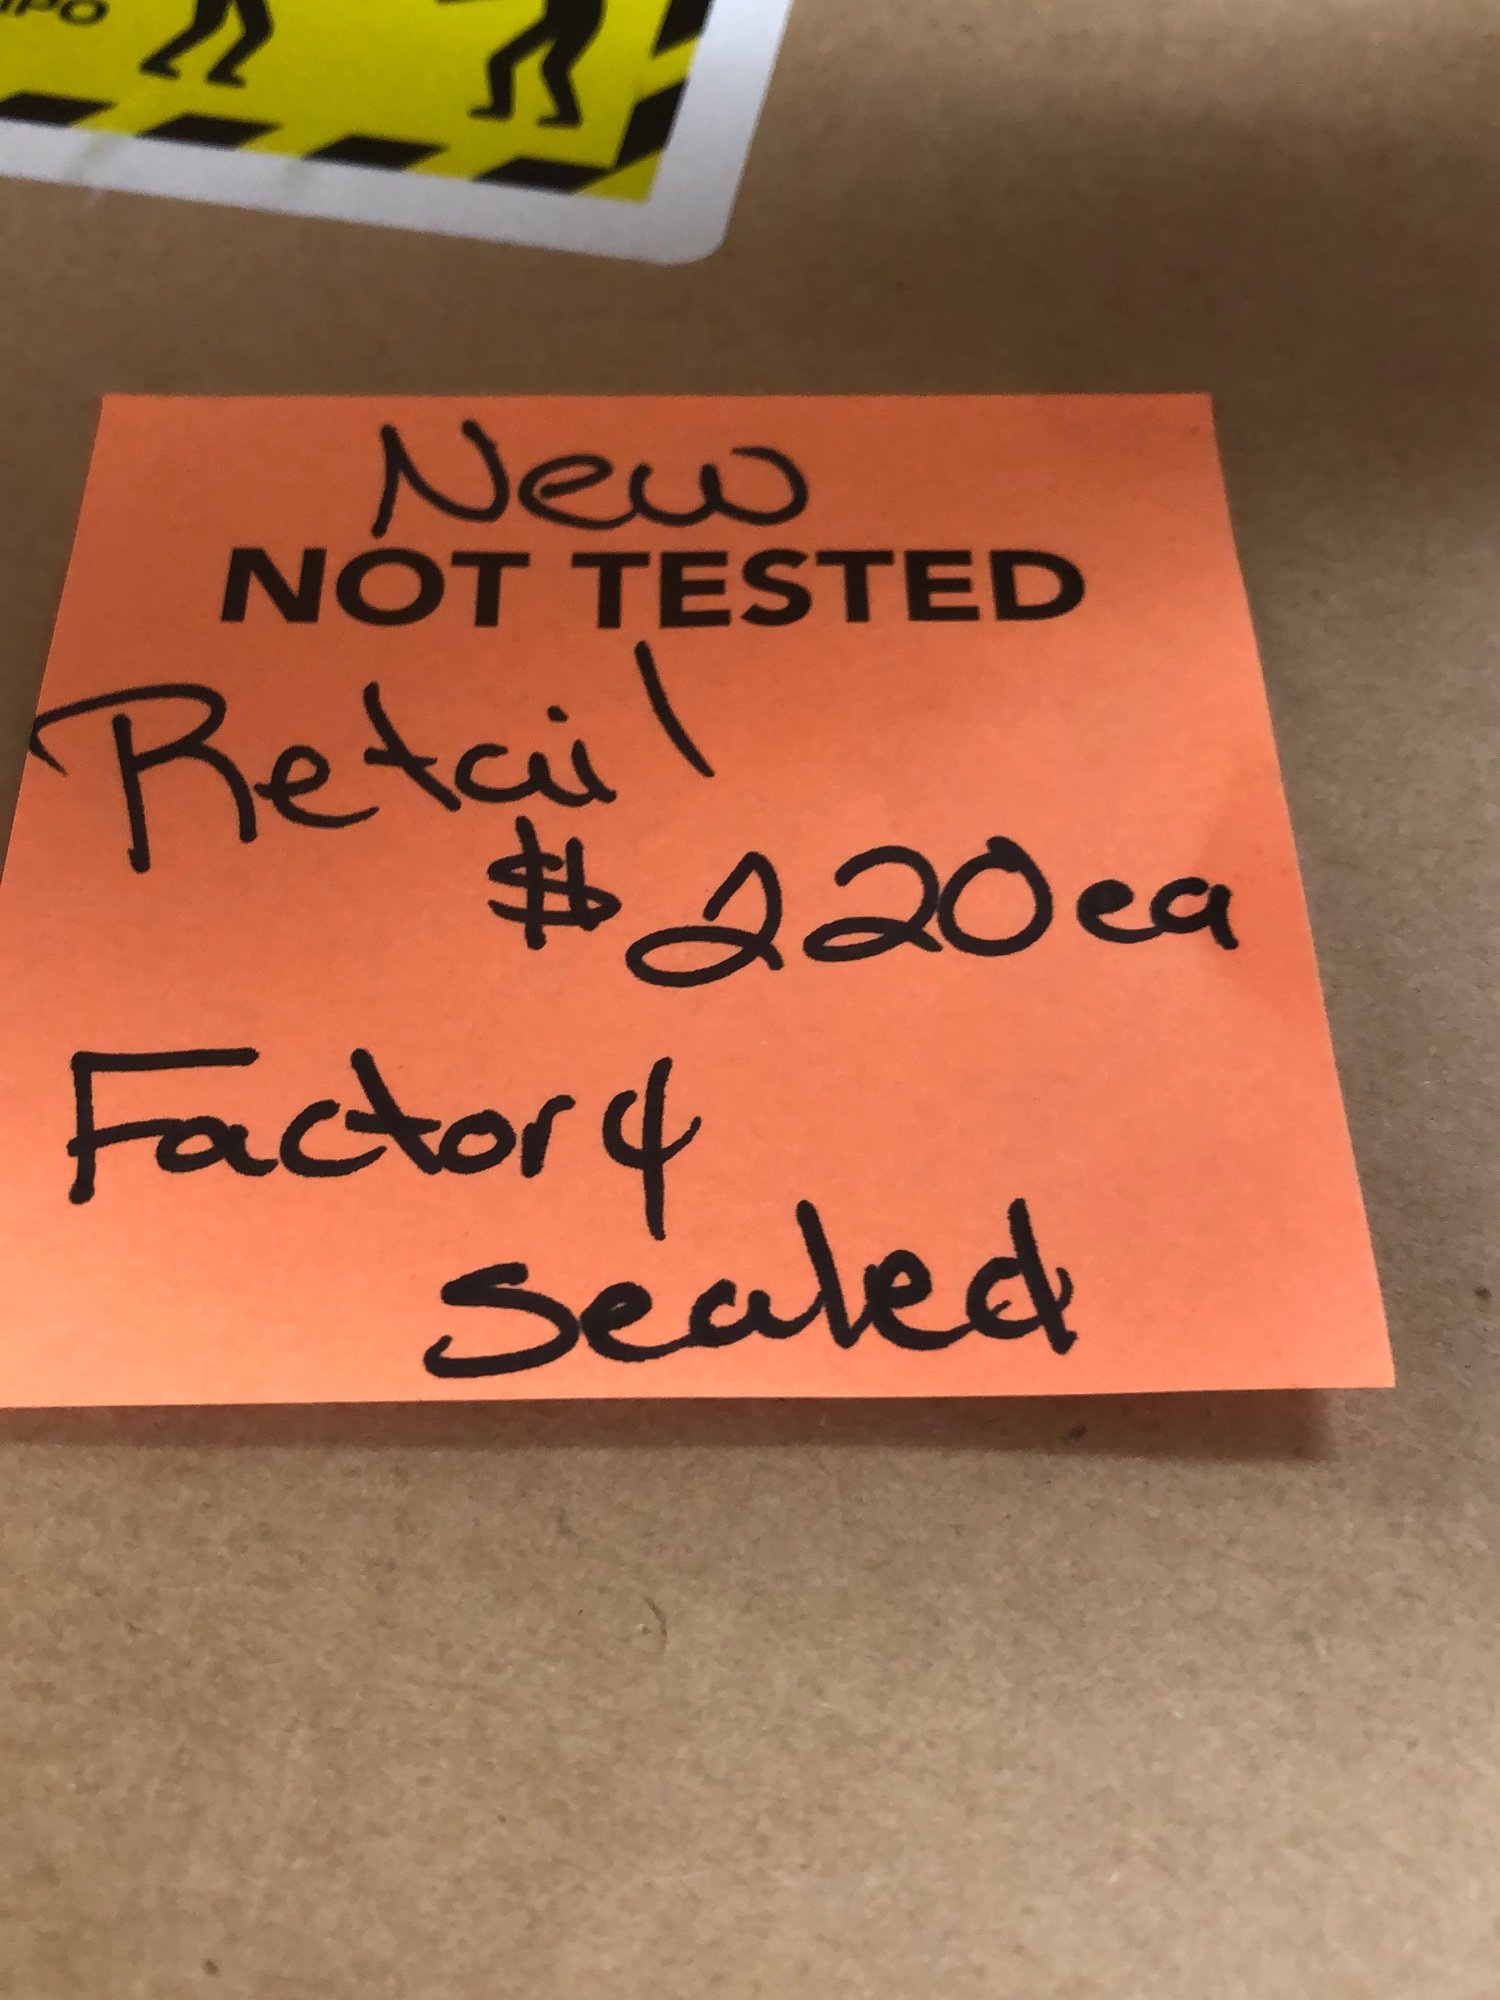 New
NOT TESTED
Retail
$220ea
Factory
sealed